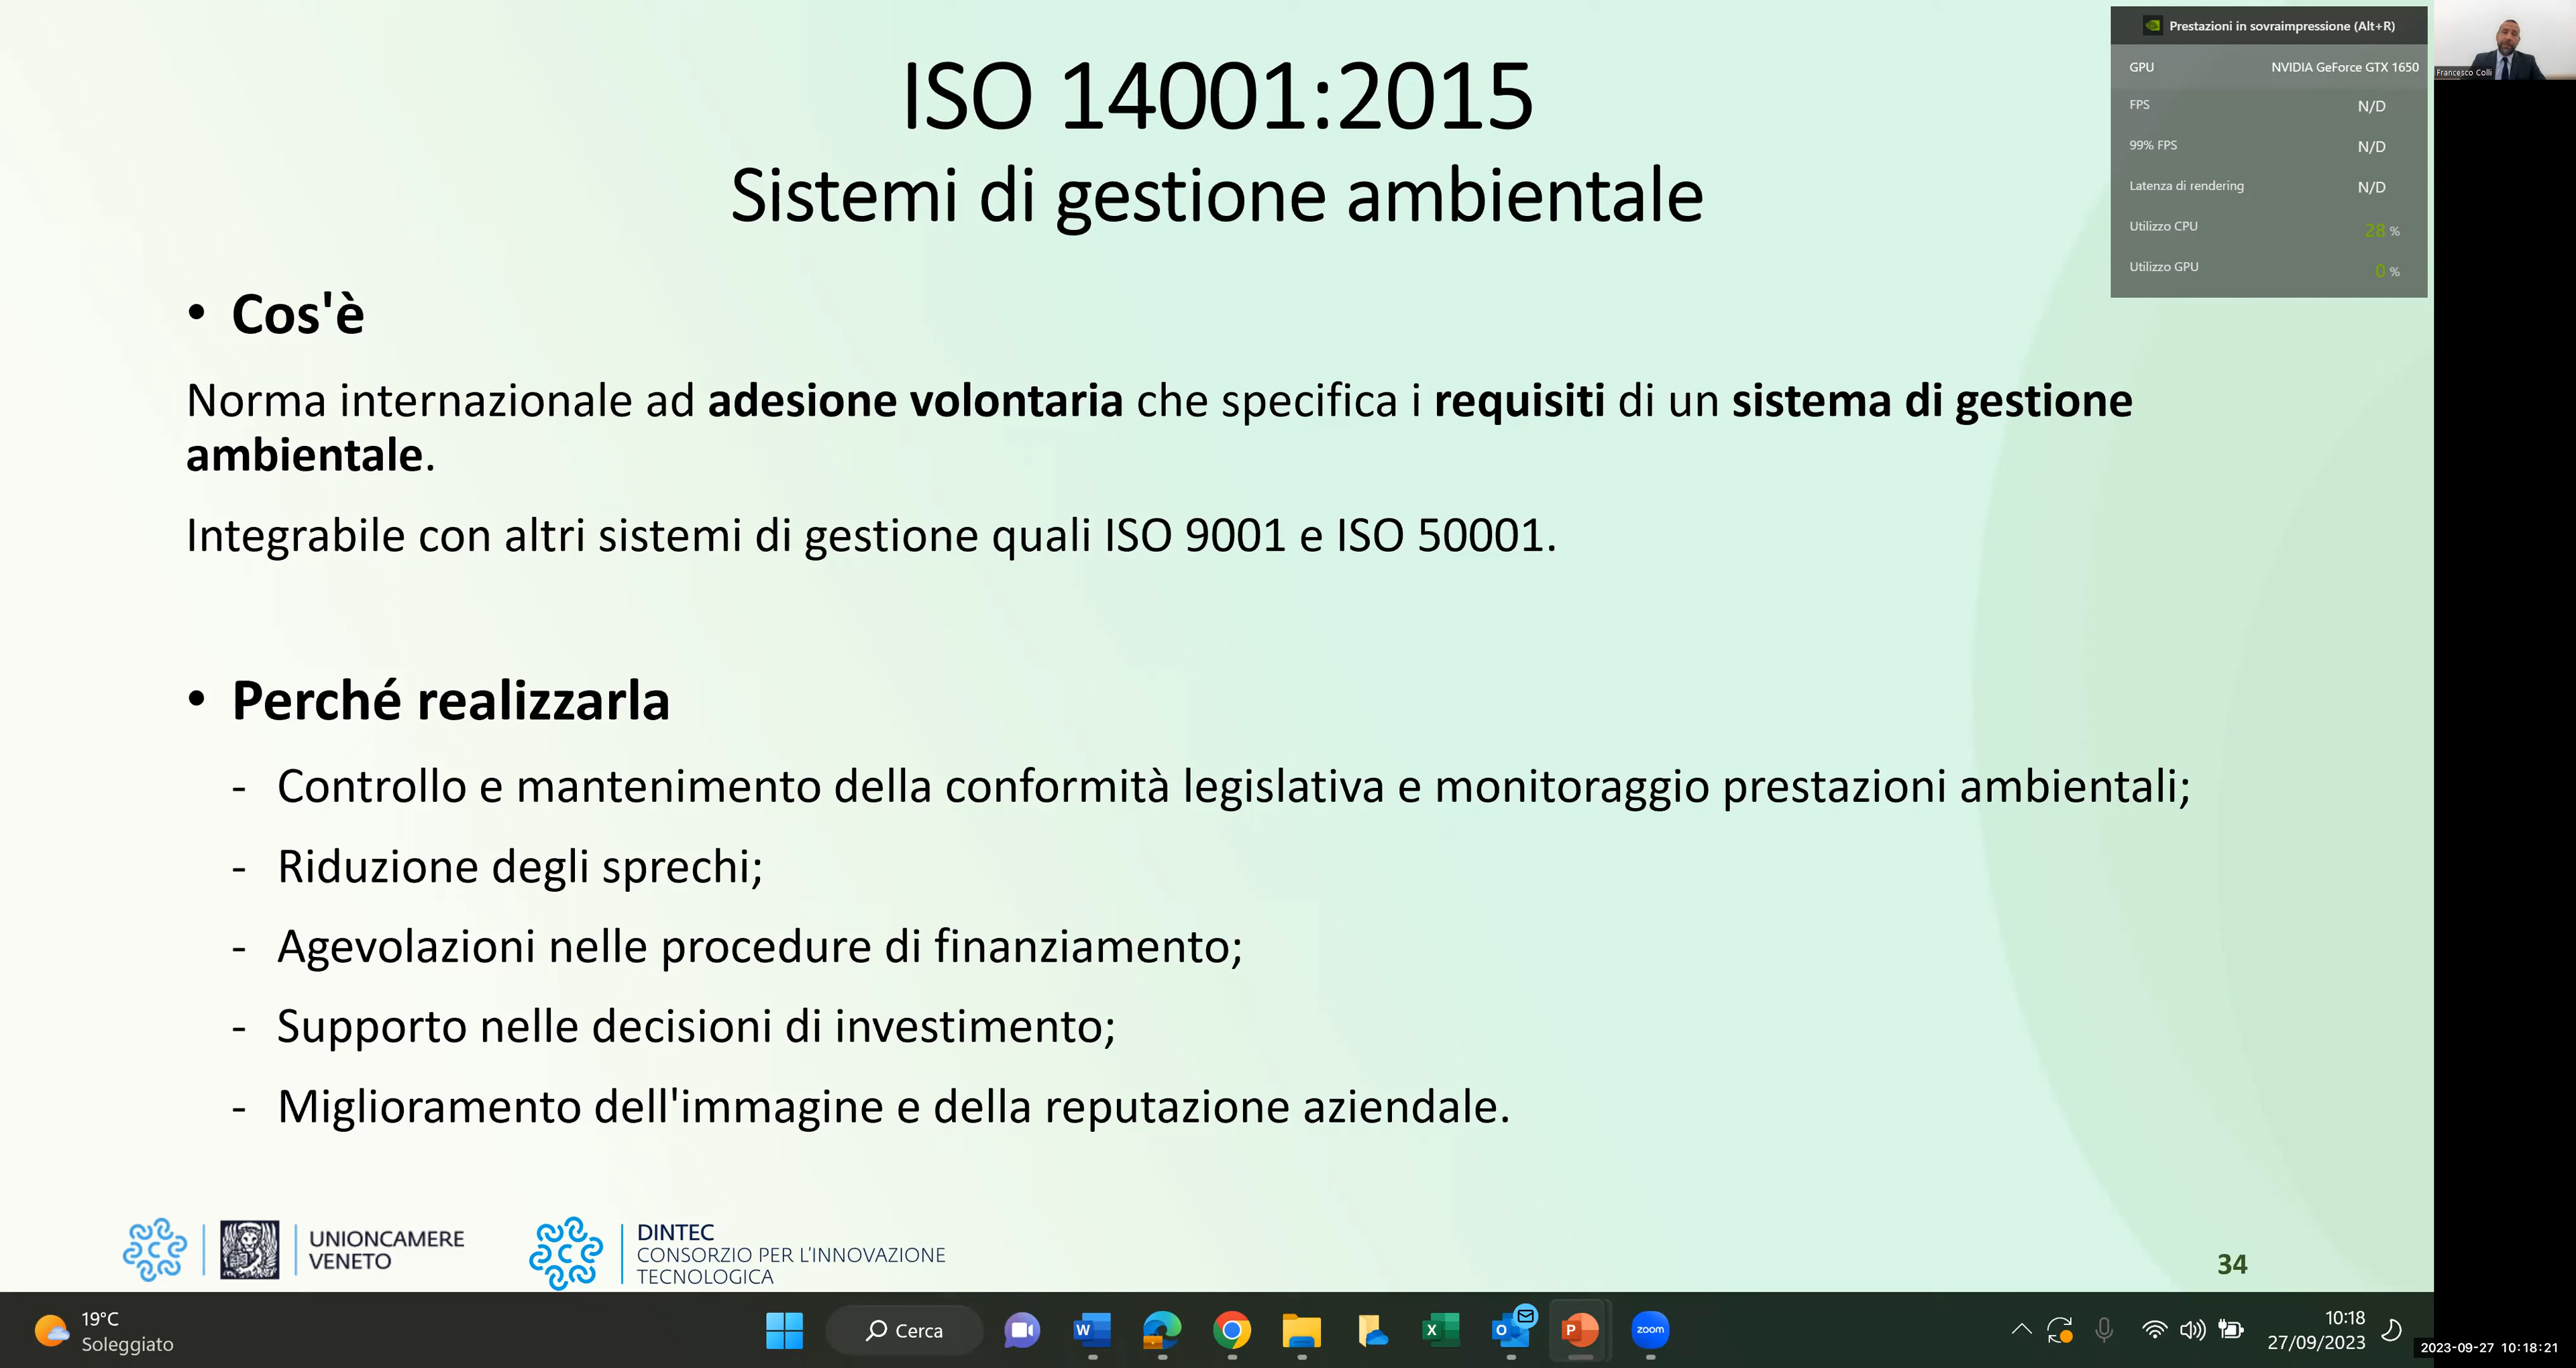 ISO 14001:2015
Sistemi di gestione ambientale
• Cos'è
Norma internazionale ad adesione volontaria che specifica i requisiti di un sistema di gestione
ambientale.
Integrabile con altri sistemi di gestione quali ISO 9001 e ISO 50001.
• Perché realizzarla
- Controllo e mantenimento della conformità legislativa e monitoraggio prestazioni ambientali;
- Riduzione degli sprechi;
- Agevolazioni nelle procedure di finanziamento;
- Supporto nelle decisioni di investimento;
- Miglioramento dell'immagine e della reputazione aziendale.
UNIONCAMERE
VENETO
DINTEC
CONSORZIO PER L'INNOVAZIONE
TECNOLOGICA
34
Prestazioni in sovraimpressione (Alt+R)
GPU NVIDIA GeForce GTX 1650
FPS N/D
99% FPS N/D
Latenza di rendering N/D
Utilizzo CPU 28 %
Utilizzo GPU 0 %
Francesco Colli
19°C
Soleggiato
Cerca
zoom
10:18
27/09/2023
2023-09-27 10:18:21